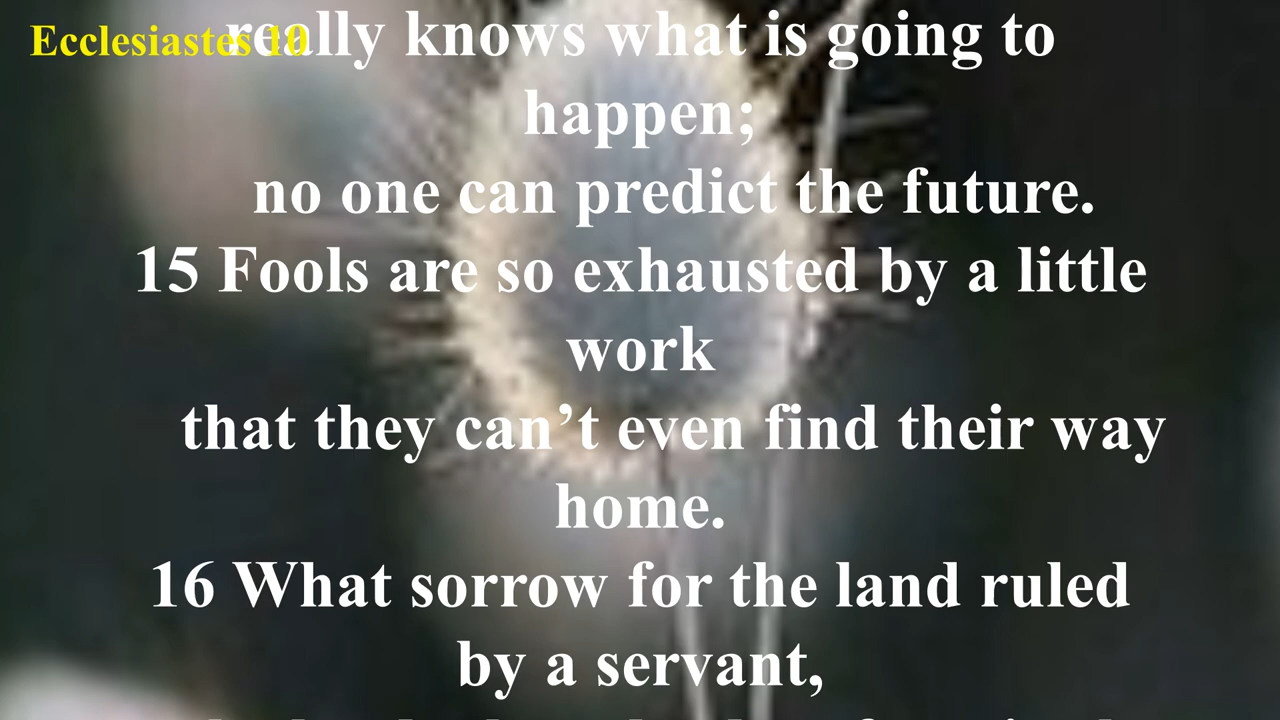 Ecclesiastes 10
really knows what is going to
happen;
no one can predict the future.
15 Fools are so exhausted by a little
work
that they can’t even find their way
home.
16 What sorrow for the land ruled
by a servant,